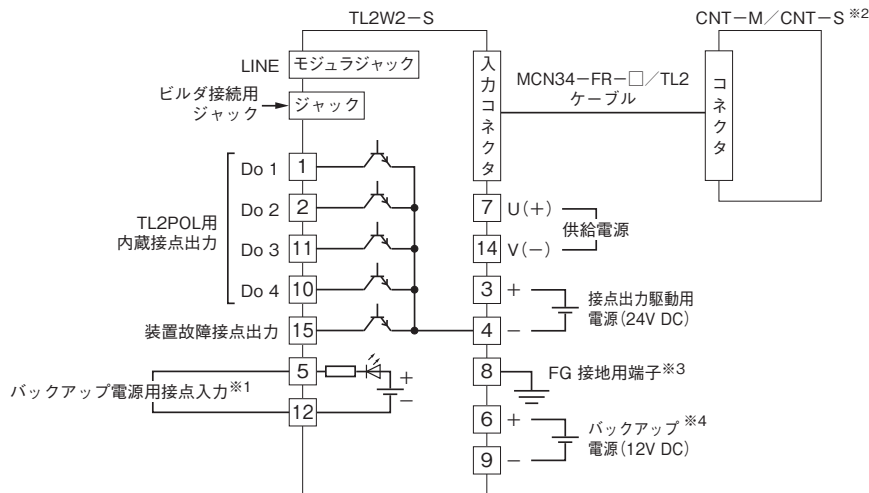 TL2W2-S
CNT-M/CNT-S ※2
LINE モジュラジャック
ビルダ接続用
ジャック
ジャック
入力コネクタ
MCN34-FR-□/TL2
ケーブル
コネクタ
TL2POL用
内蔵接点出力
Do 1 1
Do 2 2
Do 3 11
Do 4 10
装置故障接点出力 15
バックアップ電源用接点入力※1
5
+
−
12
7 U(+)
14 V(−)
供給電源
3 +
4 −
接点出力駆動用
電源(24V DC)
8 FG 接地用端子※3
6 +
9 −
バックアップ ※4
電源(12V DC)